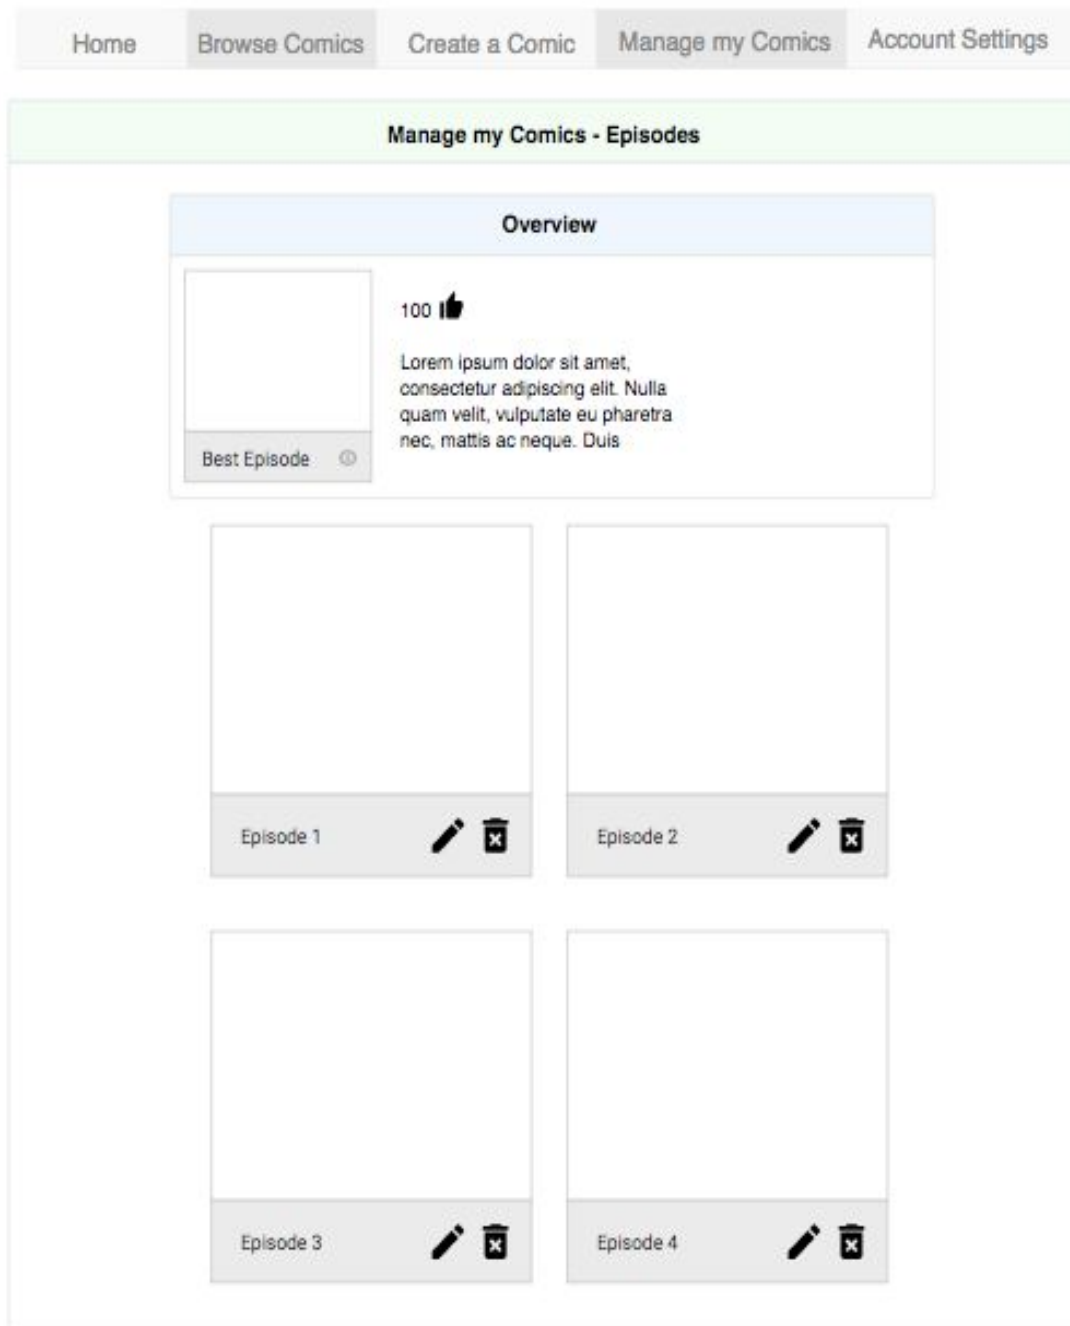 Home Browse Comics Create a Comic Manage my Comics Account Settings
Manage my Comics - Episodes
Overview
100
Lorem ipsum dolor sit amet,
consectetur adipiscing elit. Nulla
quam velit, vulputate eu pharetra
nec, mattis ac neque. Duis
Best Episode
Episode 1
Episode 2
Episode 3
Episode 4